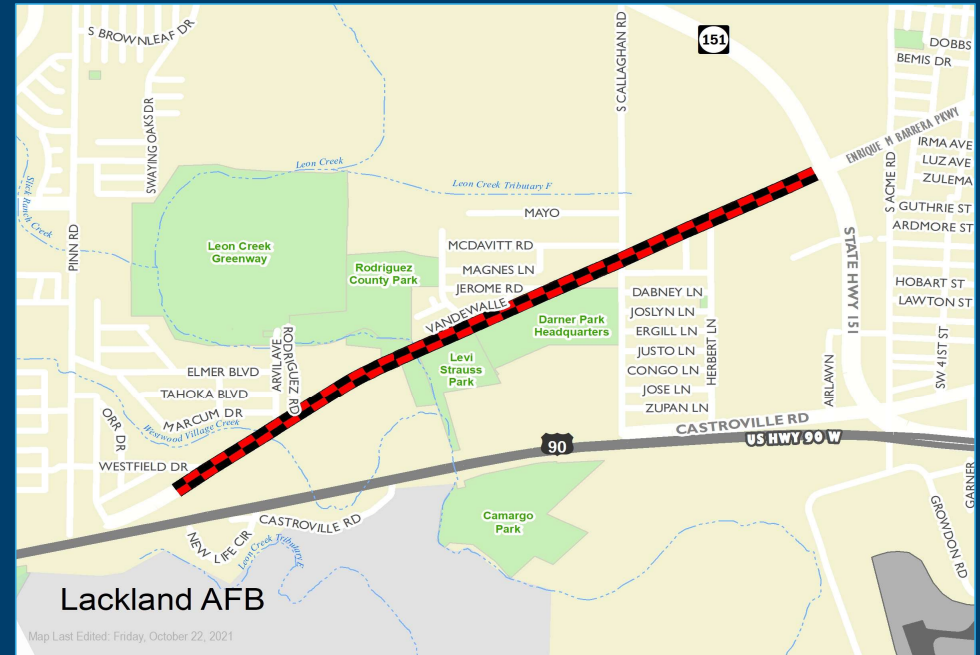 S BROWNLEAF DR
S CALLAGHAN RD
151
DOBBS
BEMIS DR
SWAYING OAKS DR
ENRIQUE M BARRERA PKWY
IRMA AVE
LUZ AVE
ZULEMA
Slick Ranch Creek
Leon Creek
Leon Creek Tributary F
S ACME RD
GUTHRIE ST
ARDMORE ST
MAYO
PINN RD
Leon Creek
Greenway
MCDAVITT RD
STATE HWY 151
Rodriguez
County Park
MAGNES LN
JEROME RD
HOBART ST
LAWTON ST
VANDEWALLE
DABNEY LN
JOSLYN LN
ERGILL LN
JUSTO LN
CONGO LN
JOSE LN
ZUPAN LN
HERBERT LN
Darner Park
Headquarters
Levi
Strauss
Park
RODRIGUEZ RD
ARVIL AVE
ELMER BLVD
TAHOKA BLVD
MARCUM DR
ORR DR
Westwood Village Creek
WESTFIELD DR
AIRLAWN
SW 41ST ST
CASTROVILLE RD
US HWY 90 W
90
GARNER
GROWDON RD
Camargo
Park
CASTROVILLE RD
NEW LIFE CIR
Leon Creek Tributary E
Lackland AFB
Map Last Edited: Friday, October 22, 2021